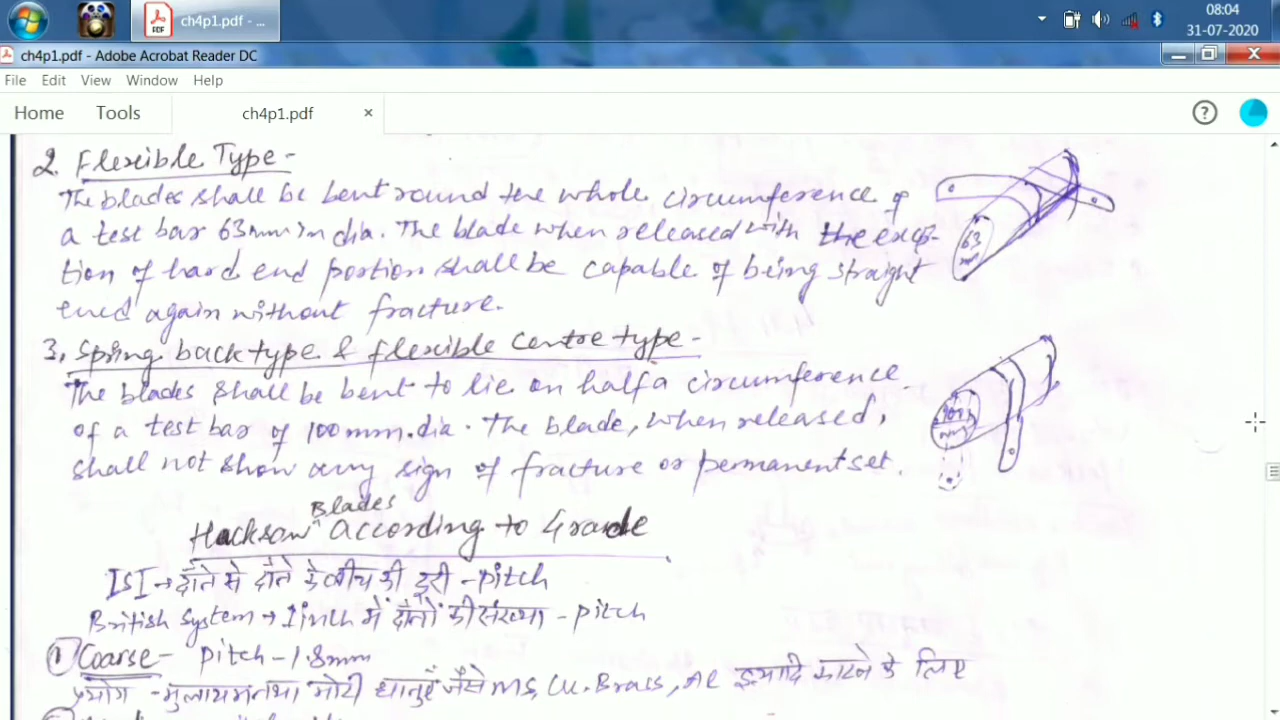 ch4p1.pdf - ...
08:04
31-07-2020
ch4p1.pdf - Adobe Acrobat Reader DC
File Edit View Window Help
Home Tools ch4p1.pdf × ?
2. Flexible Type -
The blades shall be bent round the whole circumference of
a test bar 63mm in dia. The blade when released with the excep-
tion of hard end portion shall be capable of being straight
ened again without fracture.
63
3. Spring back type & flexible Centre type -
The blades shall be bent to lie on half a circumference
of a test bar of 100mm.dia. The blade, when released,
shall not show any sign of fracture or permanent set.
Blades
Hacksaw According to Grade
ISI → दाँते से दाँते के बीच की दूरी - pitch
British System → 1 inch में दाँतों की संख्या - pitch
① Coarse - pitch - 1.8mm
प्रयोग - मुलायम तथा मोटी धातुएँ जैसे MS, Cu. Brass, Al इत्यादि काटने के लिए